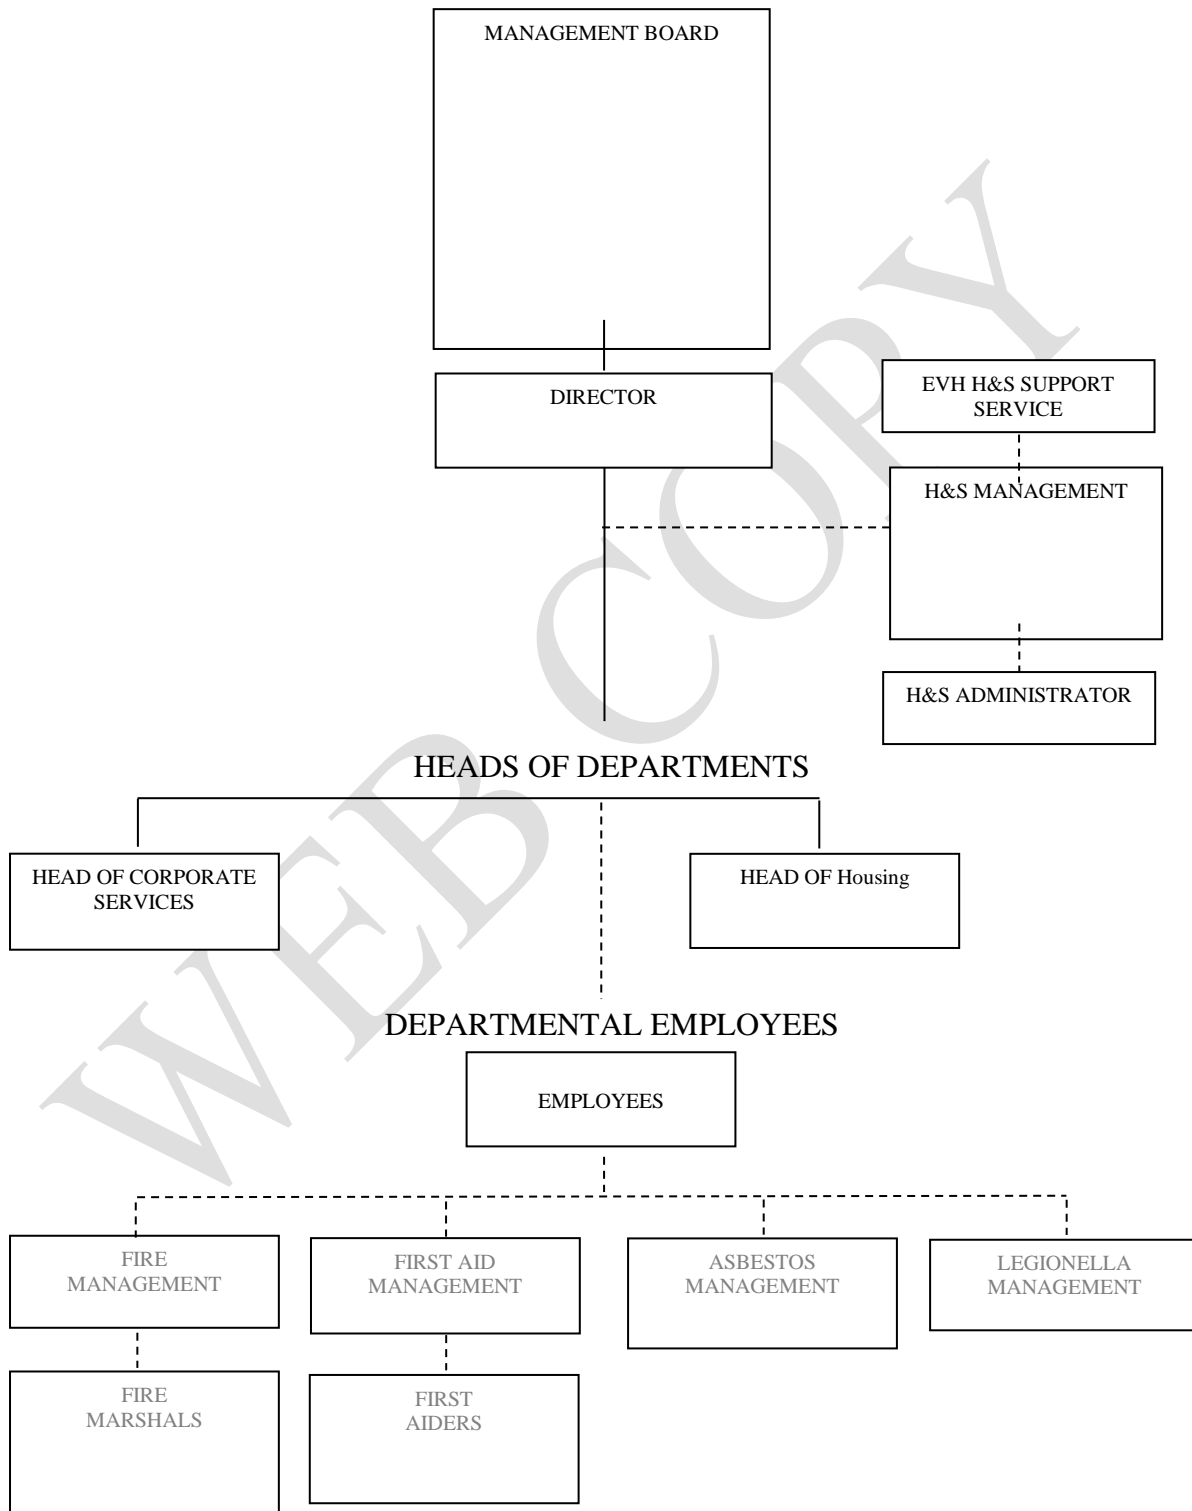 MANAGEMENT BOARD
DIRECTOR
EVH H&S SUPPORT
SERVICE
H&S MANAGEMENT
H&S ADMINISTRATOR
HEADS OF DEPARTMENTS
HEAD OF CORPORATE
SERVICES
HEAD OF Housing
DEPARTMENTAL EMPLOYEES
EMPLOYEES
FIRE
MANAGEMENT
FIRST AID
MANAGEMENT
ASBESTOS
MANAGEMENT
LEGIONELLA
MANAGEMENT
FIRE
MARSHALS
FIRST
AIDERS
WEB COPY